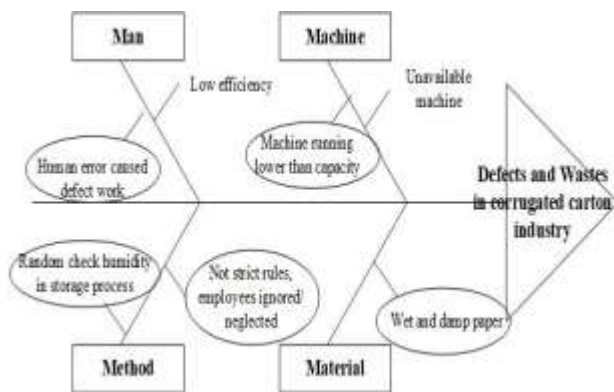 Man
Machine
Low efficiency
Unavailable
machine
Human error caused
defect work
Machine running
lower than capacity
Defects and Wastes
in corrugated carton
industry
Random check humidity
in storage process
Not strict rules,
employees ignored/
neglected
Wet and damp paper
Method
Material